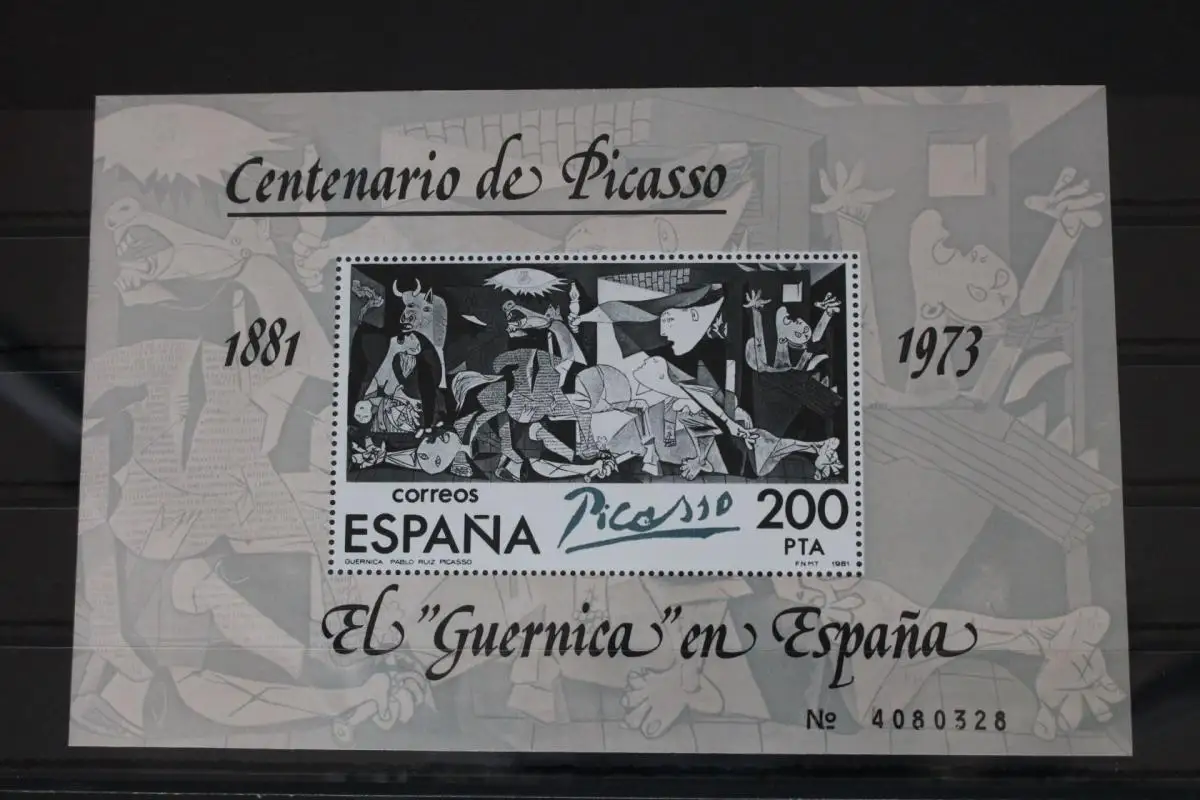 Centenario de Picasso
1881
1973
correos
ESPAÑA
Picasso
200
PTA
GUERNICA PABLO RUIZ PICASSO
FNMT 1981
El "Guernica" en España
Nº 4080328